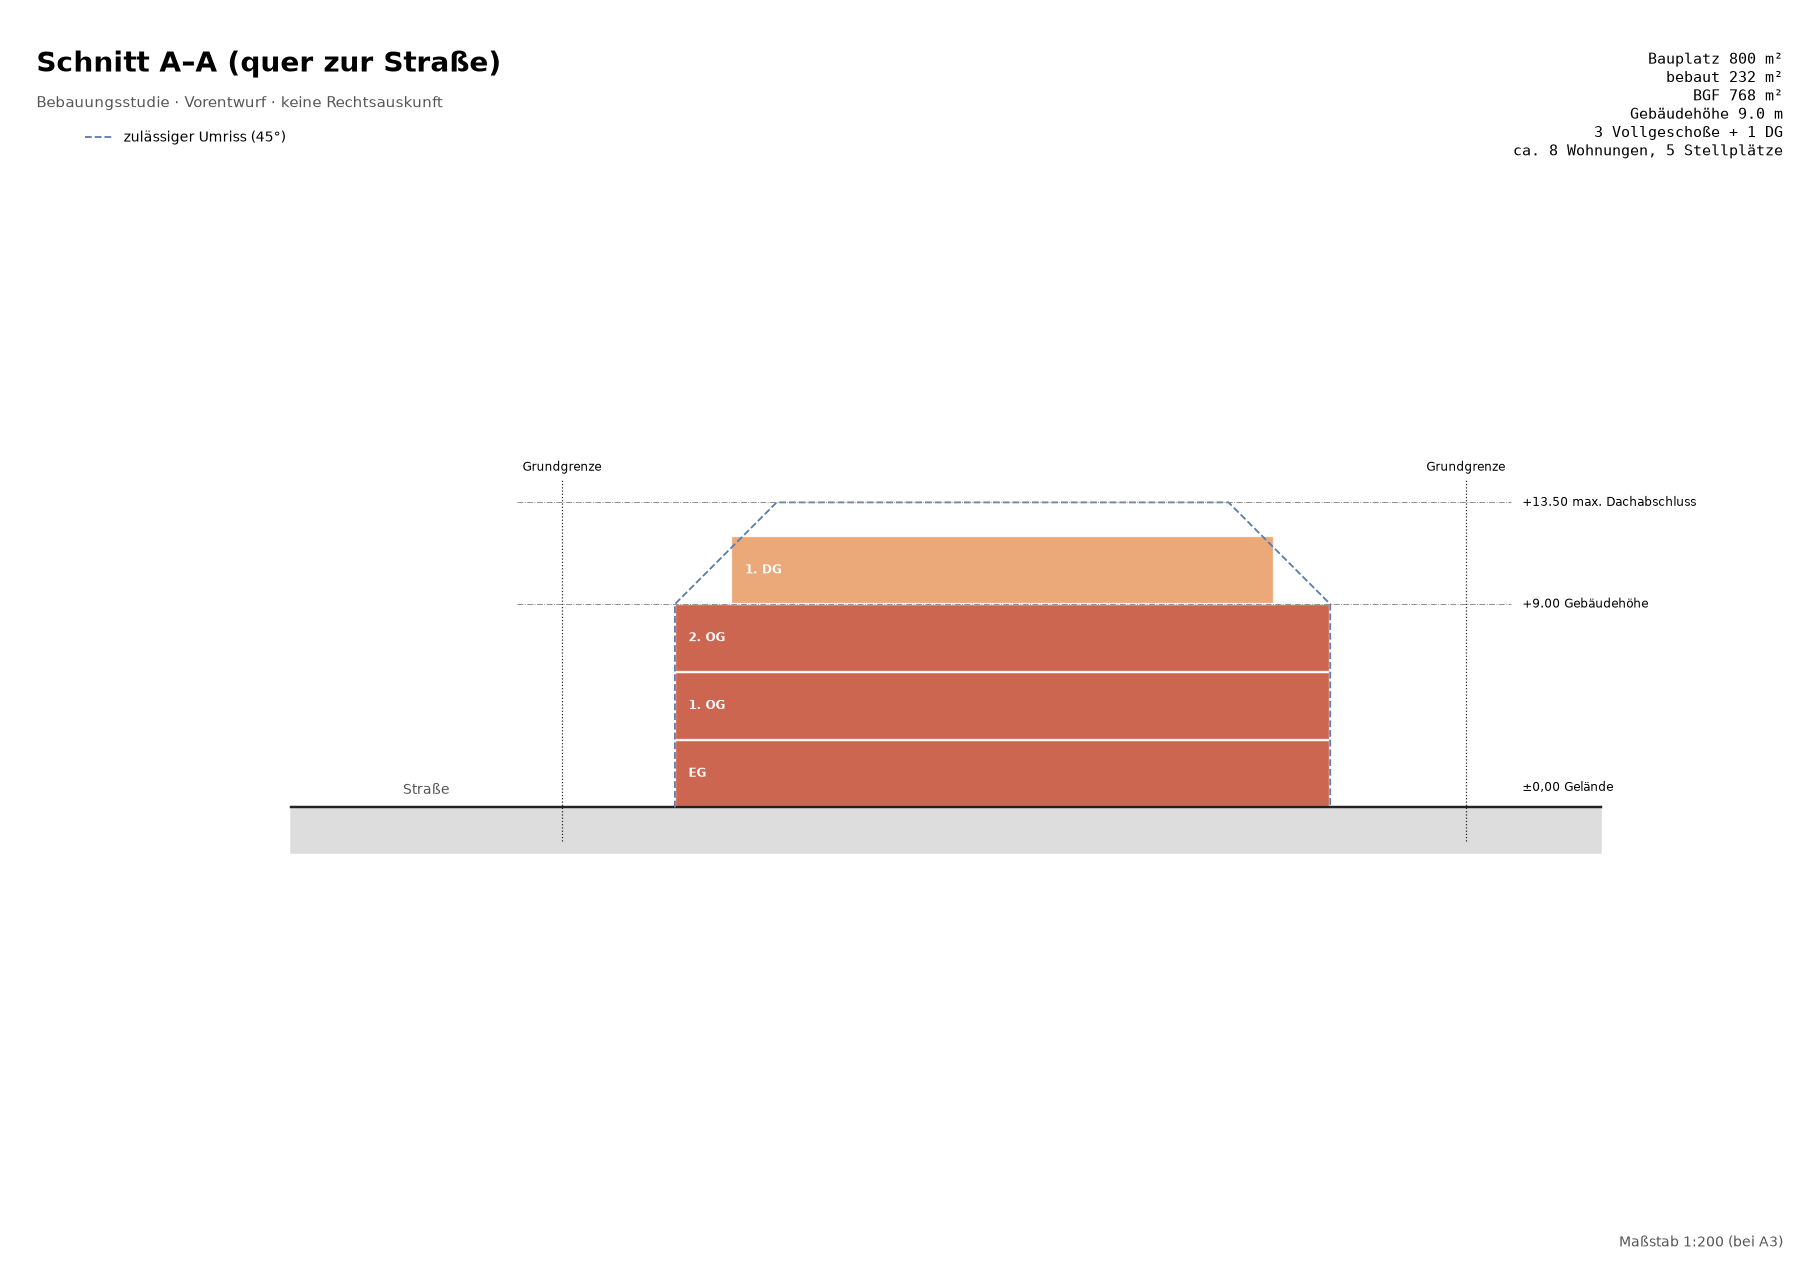 Schnitt A–A (quer zur Straße)
Bebauungsstudie · Vorentwurf · keine Rechtsauskunft
zulässiger Umriss (45°)
Bauplatz 800 m²
bebaut 232 m²
BGF 768 m²
Gebäudehöhe 9.0 m
3 Vollgeschoße + 1 DG
ca. 8 Wohnungen, 5 Stellplätze
Grundgrenze
Grundgrenze
+13.50 max. Dachabschluss
1. DG
+9.00 Gebäudehöhe
2. OG
1. OG
EG
Straße
±0,00 Gelände
Maßstab 1:200 (bei A3)